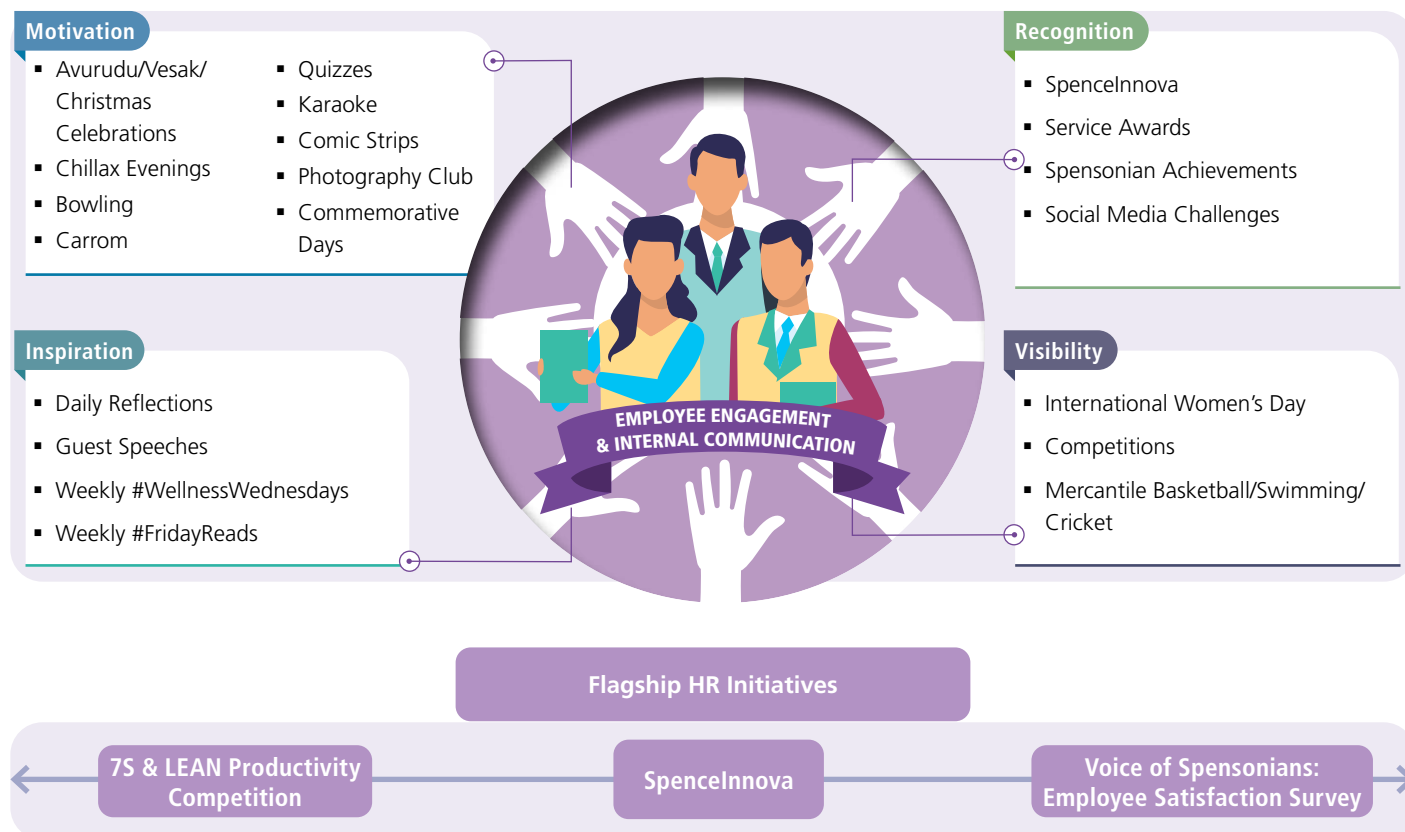 Motivation
▪ Avurudu/Vesak/
Christmas
Celebrations
▪ Chillax Evenings
▪ Bowling
▪ Carrom
▪ Quizzes
▪ Karaoke
▪ Comic Strips
▪ Photography Club
▪ Commemorative
Days
Recognition
▪ SpenceInnova
▪ Service Awards
▪ Spensonian Achievements
▪ Social Media Challenges
Inspiration
▪ Daily Reflections
▪ Guest Speeches
▪ Weekly #WellnessWednesdays
▪ Weekly #FridayReads
EMPLOYEE ENGAGEMENT
& INTERNAL COMMUNICATION
Visibility
▪ International Women’s Day
▪ Competitions
▪ Mercantile Basketball/Swimming/
Cricket
Flagship HR Initiatives
7S & LEAN Productivity
Competition
SpenceInnova
Voice of Spensonians:
Employee Satisfaction Survey